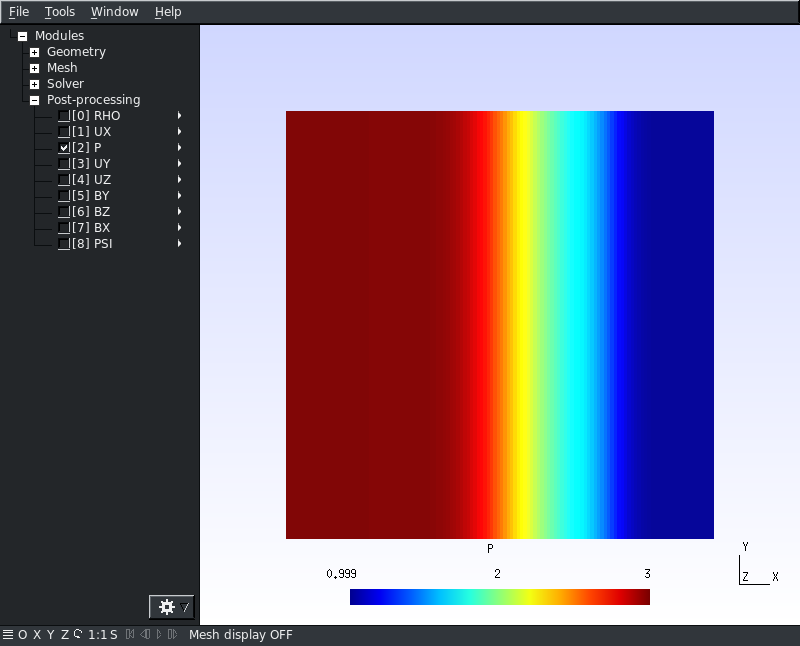 File Tools Window Help
Modules
Geometry
Mesh
Solver
Post-processing
[0] RHO
[1] UX
[2] P
[3] UY
[4] UZ
[5] BY
[6] BZ
[7] BX
[8] PSI
P
0.999 2 3
Y
Z X
O X Y Z 1:1 S Mesh display OFF